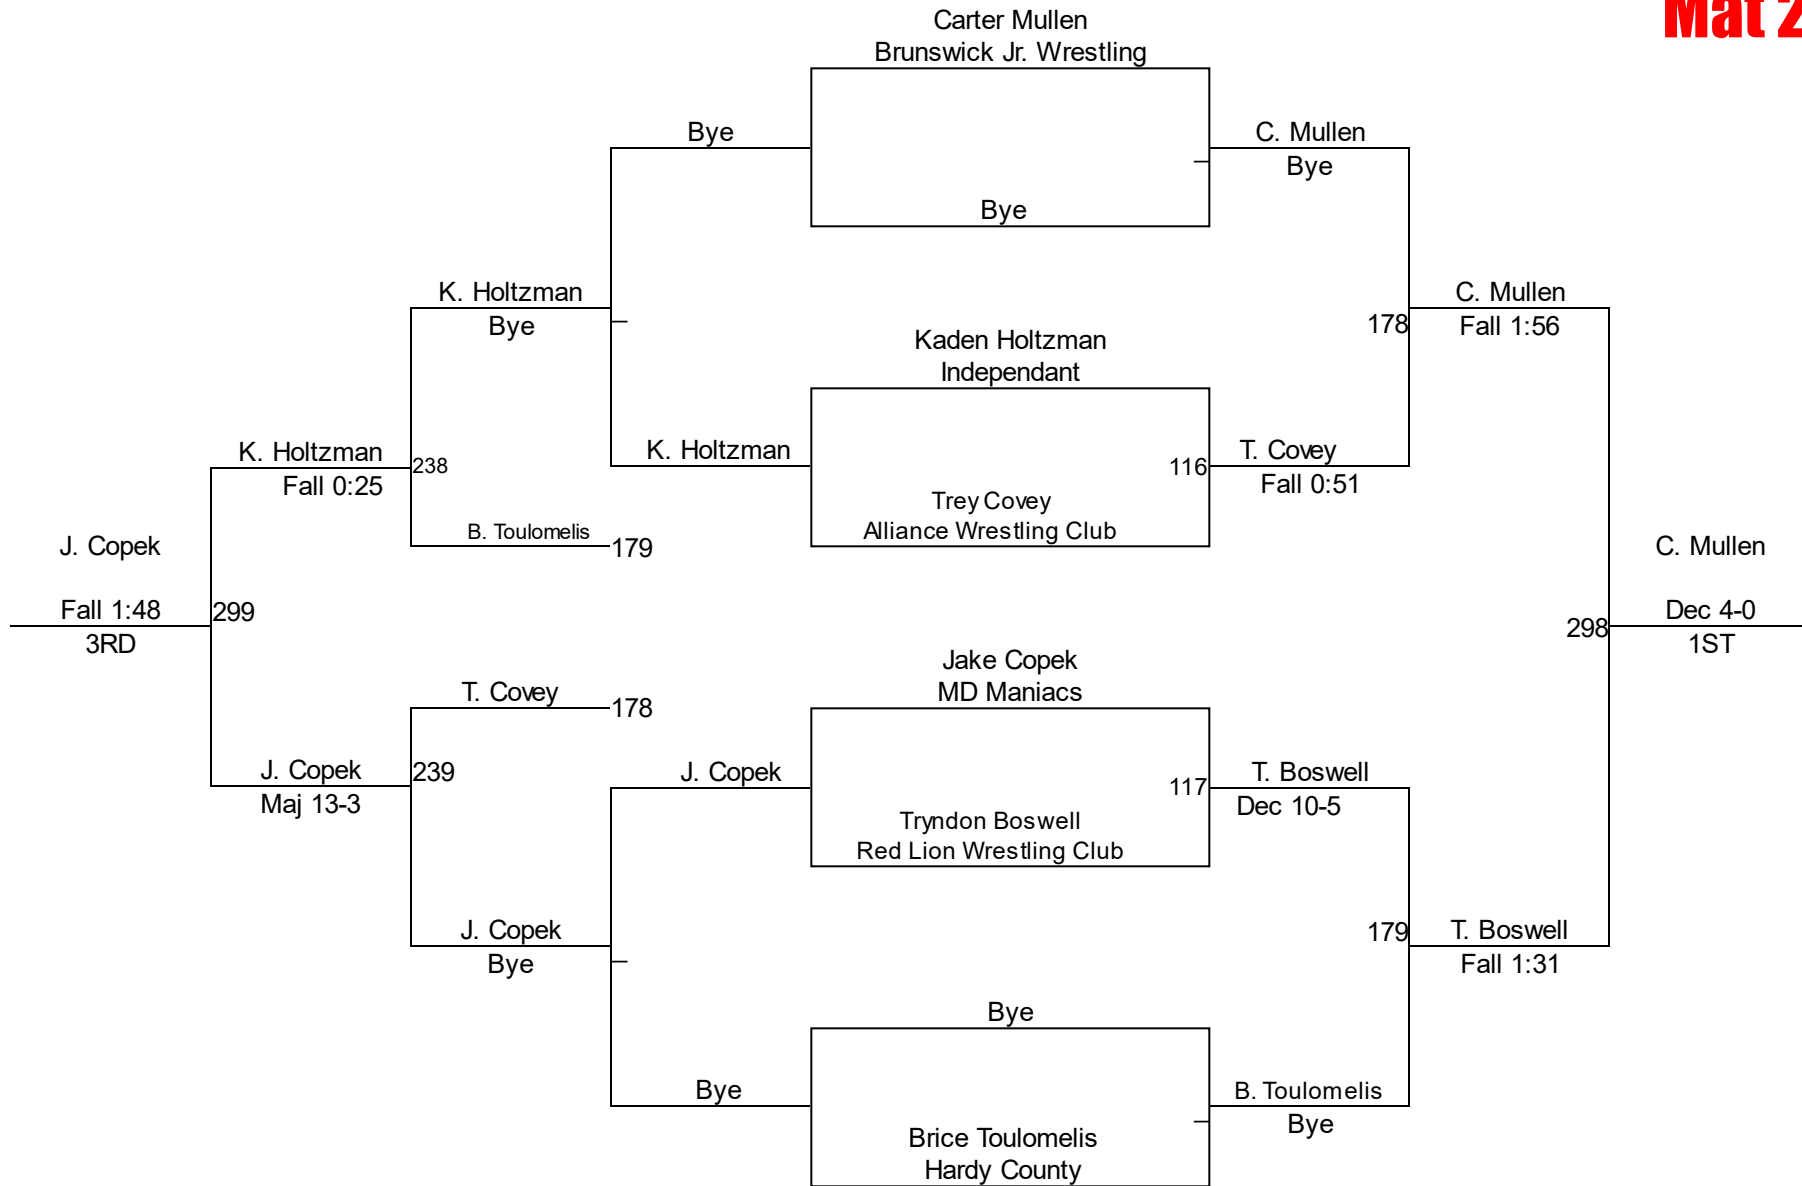 Mat
Carter Mullen
Brunswick Jr. Wrestling
Bye
C. Mullen
Bye
Bye
K. Holtzman
Bye
C. Mullen
178
Fall 1:56
Kaden Holtzman
Independant
K. Holtzman
238
Fall 0:25
K. Holtzman
116
T. Covey
Fall 0:51
Trey Covey
Alliance Wrestling Club
B. Toulomelis
179
J. Copek
C. Mullen
Fall 1:48
299
3RD
298
Dec 4-0
1ST
Jake Copek
MD Maniacs
T. Covey
178
J. Copek
239
Maj 13-3
J. Copek
117
T. Boswell
Dec 10-5
Tryndon Boswell
Red Lion Wrestling Club
J. Copek
Bye
179
T. Boswell
Fall 1:31
Bye
Bye
B. Toulomelis
Bye
Brice Toulomelis
Hardy County